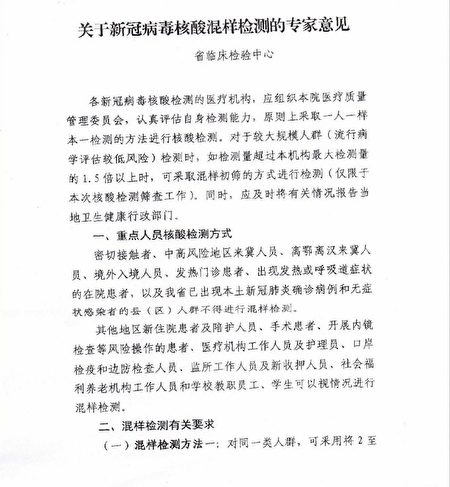 关于新冠病毒核酸混样检测的专家意见
省临床检验中心
各新冠病毒核酸检测的医疗机构，应组织本院医疗质量
管理委员会，认真评估自身检测能力，原则上采取一人一样
本一检测的方法进行核酸检测。对于较大规模人群（流行病
学评估较低风险）检测时，如检测量超过本机构最大检测量
的1.5倍以上时，可采取混样初筛的方式进行检测（仅限于
本次核酸检测筛查工作）。同时，应及时将有关情况报告当
地卫生健康行政部门。
一、重点人员核酸检测方式
密切接触者、中高风险地区来冀人员、离鄂离汉来冀人
员、境外入境人员、发热门诊患者、出现发热或呼吸道症状
的在院患者，以及我省已出现本土新冠肺炎确诊病例和无症
状感染者的县（区）人群不得进行混样检测。
其他地区新住院患者及陪护人员、手术患者、开展内镜
检查等风险操作的患者、医疗机构工作人员及护理员、口岸
检疫和边防检查人员、监所工作人员及新收押人员、社会福
利养老机构工作人员和学校教职员工、学生可以视情况进行
混样检测。
二、混样检测有关要求
（一）混样检测方法一：对同一类人群，可采用将2至